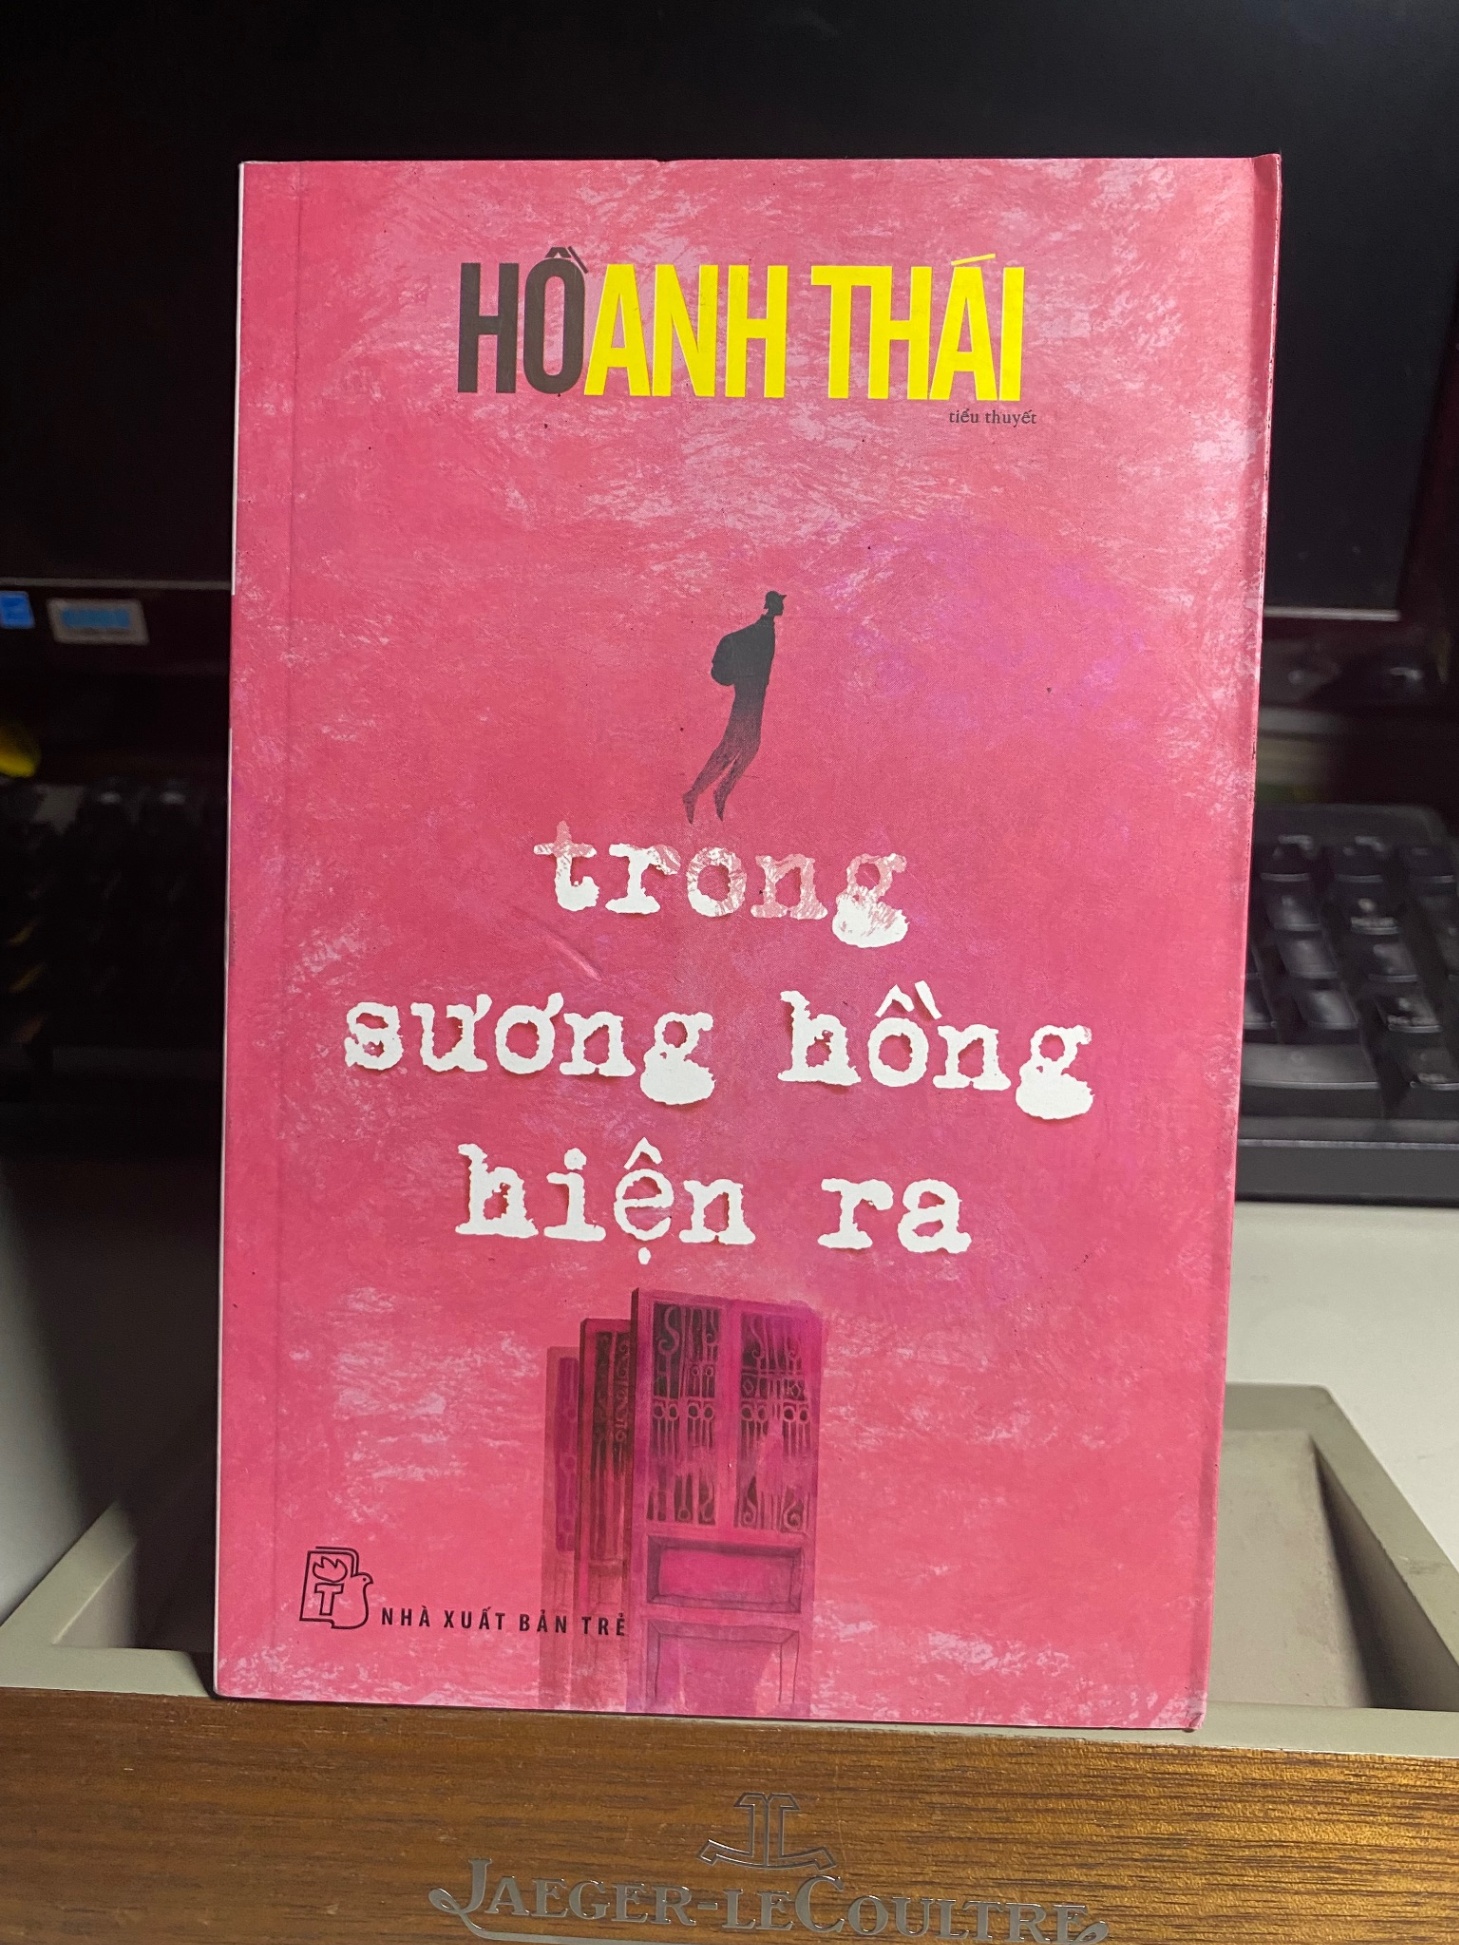 HỒ ANH THÁI
tiểu thuyết
trong
sương hồng
hiện ra
T
NHÀ XUẤT BẢN TRẺ
JAEGER-LECOULTRE